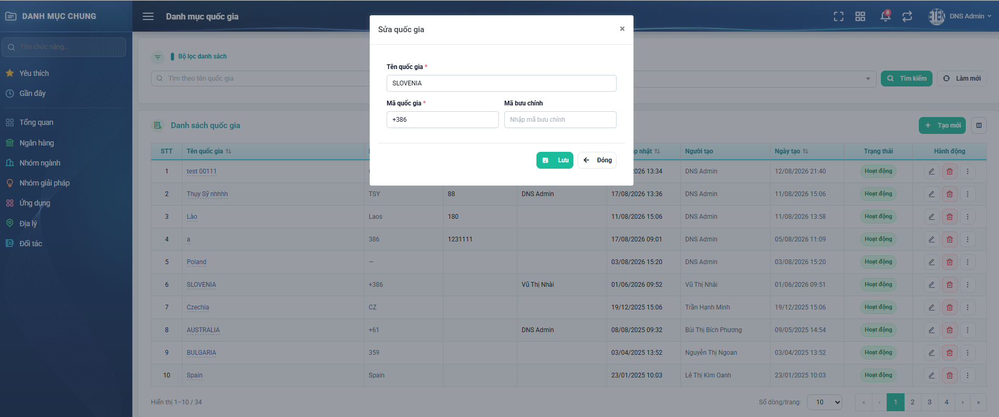 DANH MỤC CHUNG
Danh mục quốc gia
8
DNS Admin
Tìm chức năng...
Yêu thích
Gần đây
Tổng quan
Ngân hàng
Nhóm ngành
Nhóm giải pháp
Ứng dụng
Địa lý
Đối tác
Bộ lọc danh sách
Tìm theo tên quốc gia
Tìm kiếm
Làm mới
Danh sách quốc gia
Tạo mới
Sửa quốc gia
×
Tên quốc gia *
SLOVENIA
Mã quốc gia *
Mã bưu chính
+386
Nhập mã bưu chính
Lưu
Đóng
STT Tên quốc gia nhật Người tạo Ngày tạo Trạng thái Hành động
1 test 00111 13:34 DNS Admin 12/08/2026 21:40 Hoạt động
2 Thụy Sỹ nhhhh TSY 88 DNS Admin 17/08/2026 13:36 DNS Admin 11/08/2026 15:06 Hoạt động
3 Lào Laos 180 11/08/2026 15:06 DNS Admin 11/08/2026 13:58 Hoạt động
4 a 386 1231111 17/08/2026 09:01 DNS Admin 05/08/2026 11:09 Hoạt động
5 Poland — 03/08/2026 15:20 DNS Admin 03/08/2026 15:20 Hoạt động
6 SLOVENIA +386 Vũ Thị Nhài 01/06/2026 09:52 Vũ Thị Nhài 01/06/2026 09:51 Hoạt động
7 Czechia CZ 19/12/2025 15:06 Trần Hạnh Minh 19/12/2025 15:06 Hoạt động
8 AUSTRALIA +61 DNS Admin 08/08/2025 09:32 Bùi Thị Bích Phương 09/05/2025 14:54 Hoạt động
9 BULGARIA 359 03/04/2025 13:52 Nguyễn Thị Ngoan 03/04/2025 13:52 Hoạt động
10 Spain Spain 23/01/2025 10:03 Lê Thị Kim Oanh 23/01/2025 10:03 Hoạt động
Hiển thị 1–10 / 34
Số dòng/trang: 10
« ‹ 1 2 3 4 › »